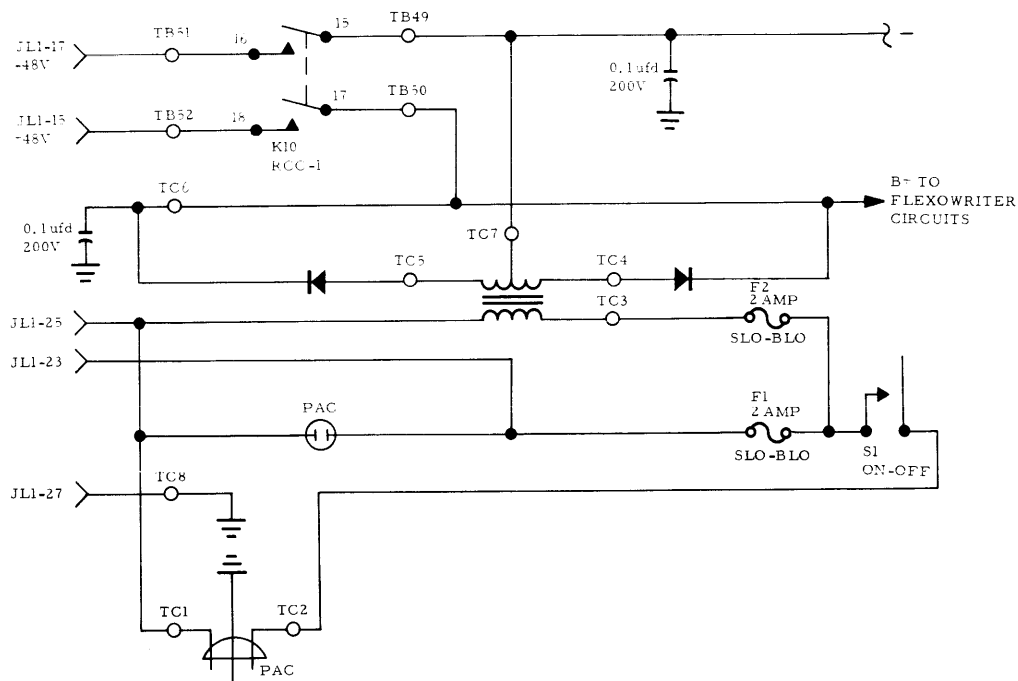 15
TB49
JL1-17
-48V
TB51
16
0.1ufd
200V
17
TB50
JL1-15
+48V
TB52
18
K10
RCC-1
TC6
B+ TO
FLEXOWRITER
CIRCUITS
0.1ufd
200V
TC7
TC5
TC4
TC3
F2
2 AMP
SLO-BLO
JL1-25
JL1-23
PAC
F1
2 AMP
SLO-BLO
S1
ON-OFF
JL1-27
TC8
TC1
TC2
PAC